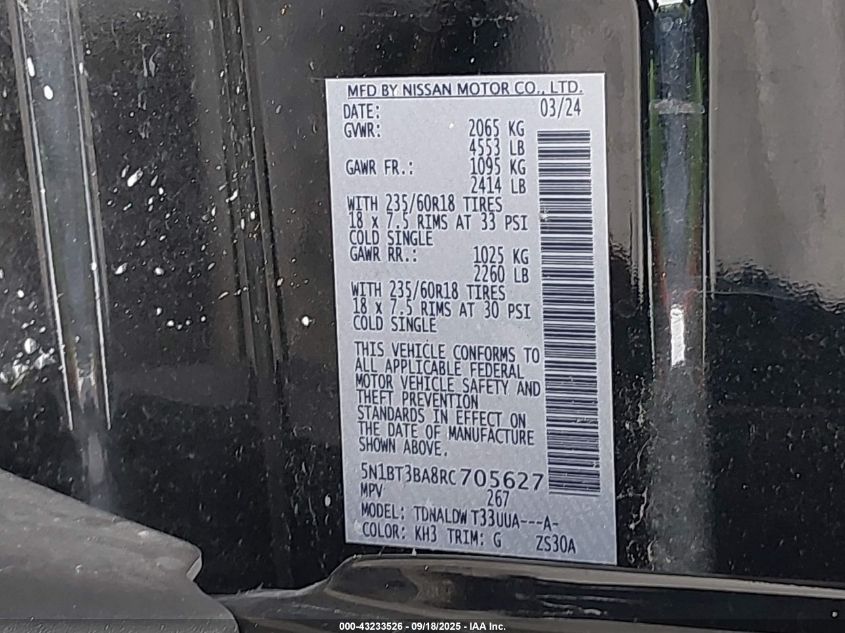 MFD BY NISSAN MOTOR CO., LTD.
DATE: 03/24
GVWR: 2065 KG
4553 LB
GAWR FR.: 1095 KG
2414 LB
WITH 235/60R18 TIRES
18 x 7.5 RIMS AT 33 PSI
COLD SINGLE
GAWR RR.: 1025 KG
2260 LB
WITH 235/60R18 TIRES
18 x 7.5 RIMS AT 30 PSI
COLD SINGLE
THIS VEHICLE CONFORMS TO
ALL APPLICABLE FEDERAL
MOTOR VEHICLE SAFETY AND
THEFT PREVENTION
STANDARDS IN EFFECT ON
THE DATE OF MANUFACTURE
SHOWN ABOVE.
5N1BT3BA8RC705627
MPV 267
MODEL: TDNALDW T33UUA---A-
COLOR: KH3 TRIM: G ZS30A
000-43233526 - 09/18/2025 - IAA Inc.